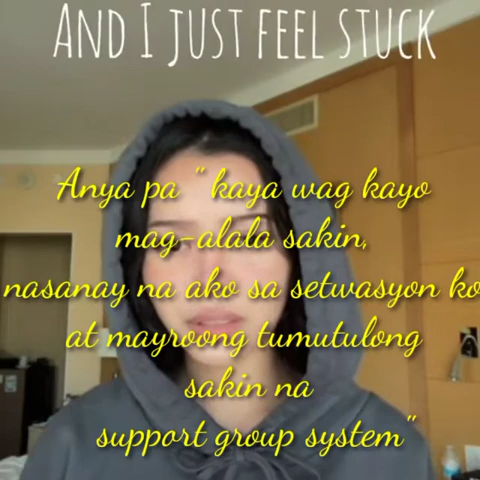 AND I JUST FEEL STUCK
Anya pa " kaya wag kayo
mag-alala sakin,
nasanay na ako sa setwasyon ko
at mayroong tumutulong
sakin na
support group system"